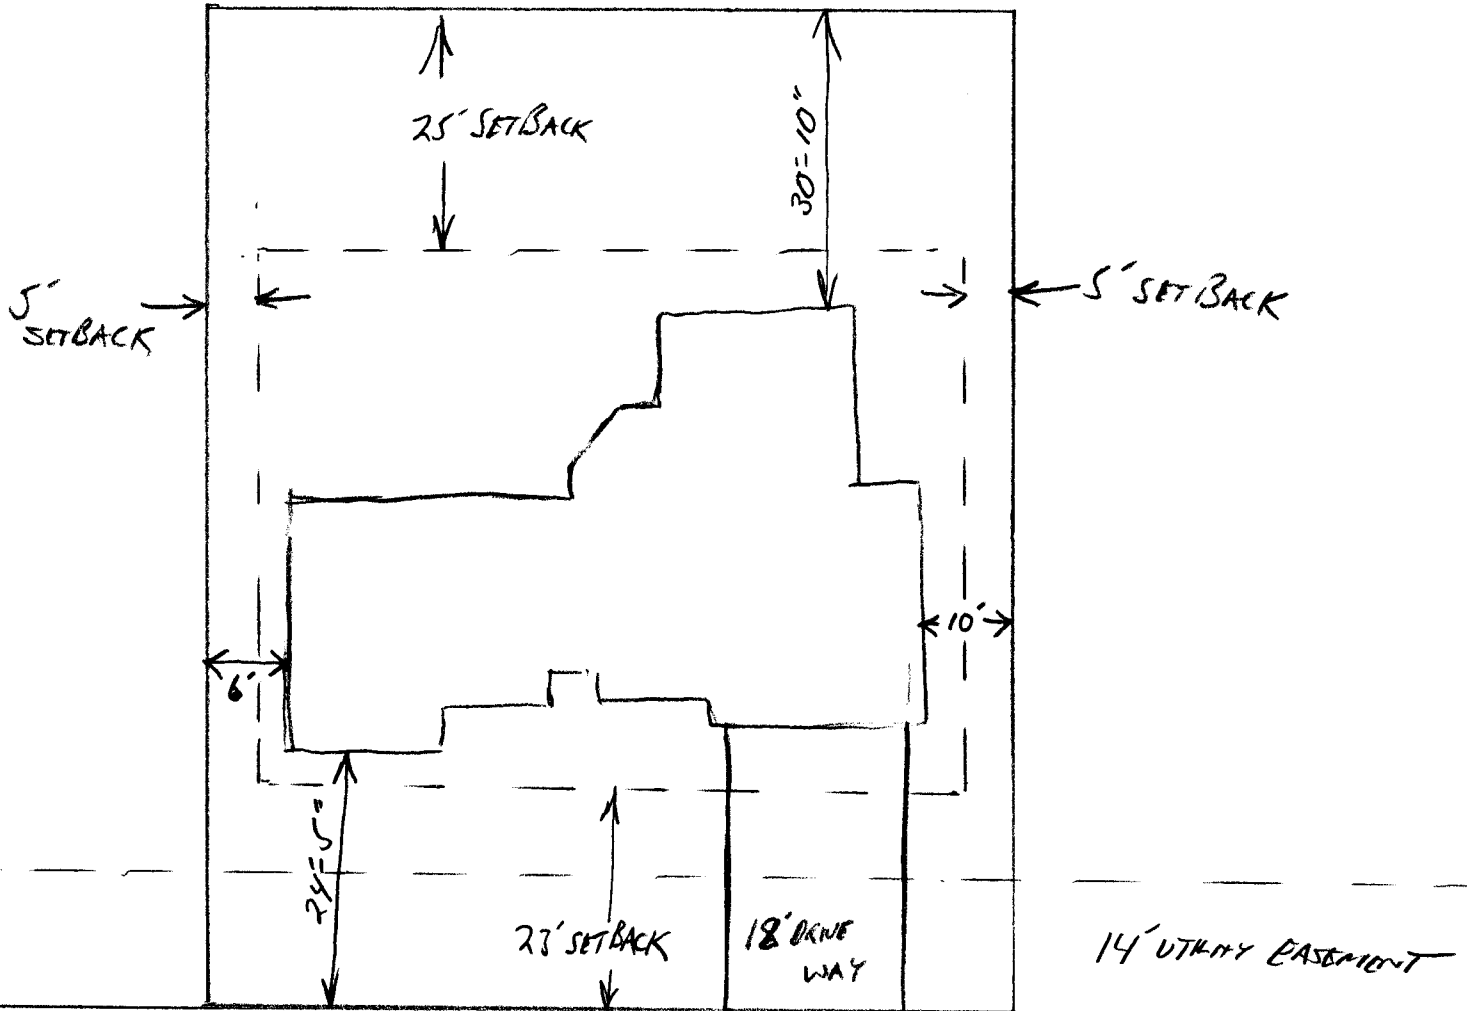 25' SETBACK
30'=10"
5'
SETBACK
5' SETBACK
10'
6'
24'=5"
23' SETBACK
18' DRIVE
WAY
14' UTILITY EASEMENT